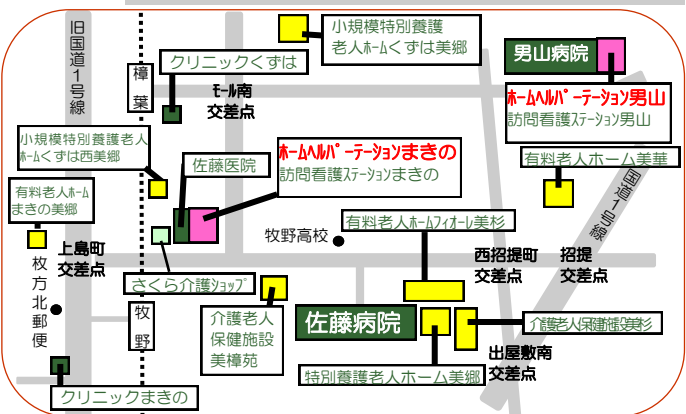 旧国道1号線
樟葉
クリニックくずは
モール南
交差点
小規模特別養護
老人ホームくずは美郷
男山病院
ホームヘルパーテーション男山
訪問看護ステーション男山
有料老人ホーム美華
国道1号線
小規模特別養護老人
ホームくずは西美郷
佐藤医院
ホームヘルパーテーションまきの
訪問看護ステーションまきの
有料老人ホーム
まきの美郷
上島町
交差点
枚方北郵便
さくら介護ショップ
牧野高校
有料老人ホームフィオーレ美杉
西招提町
交差点
招提
交差点
牧野
介護老人
保健施設
美樟苑
佐藤病院
介護老人保健施設美杉
出屋敷南
交差点
特別養護老人ホーム美郷
クリニックまきの